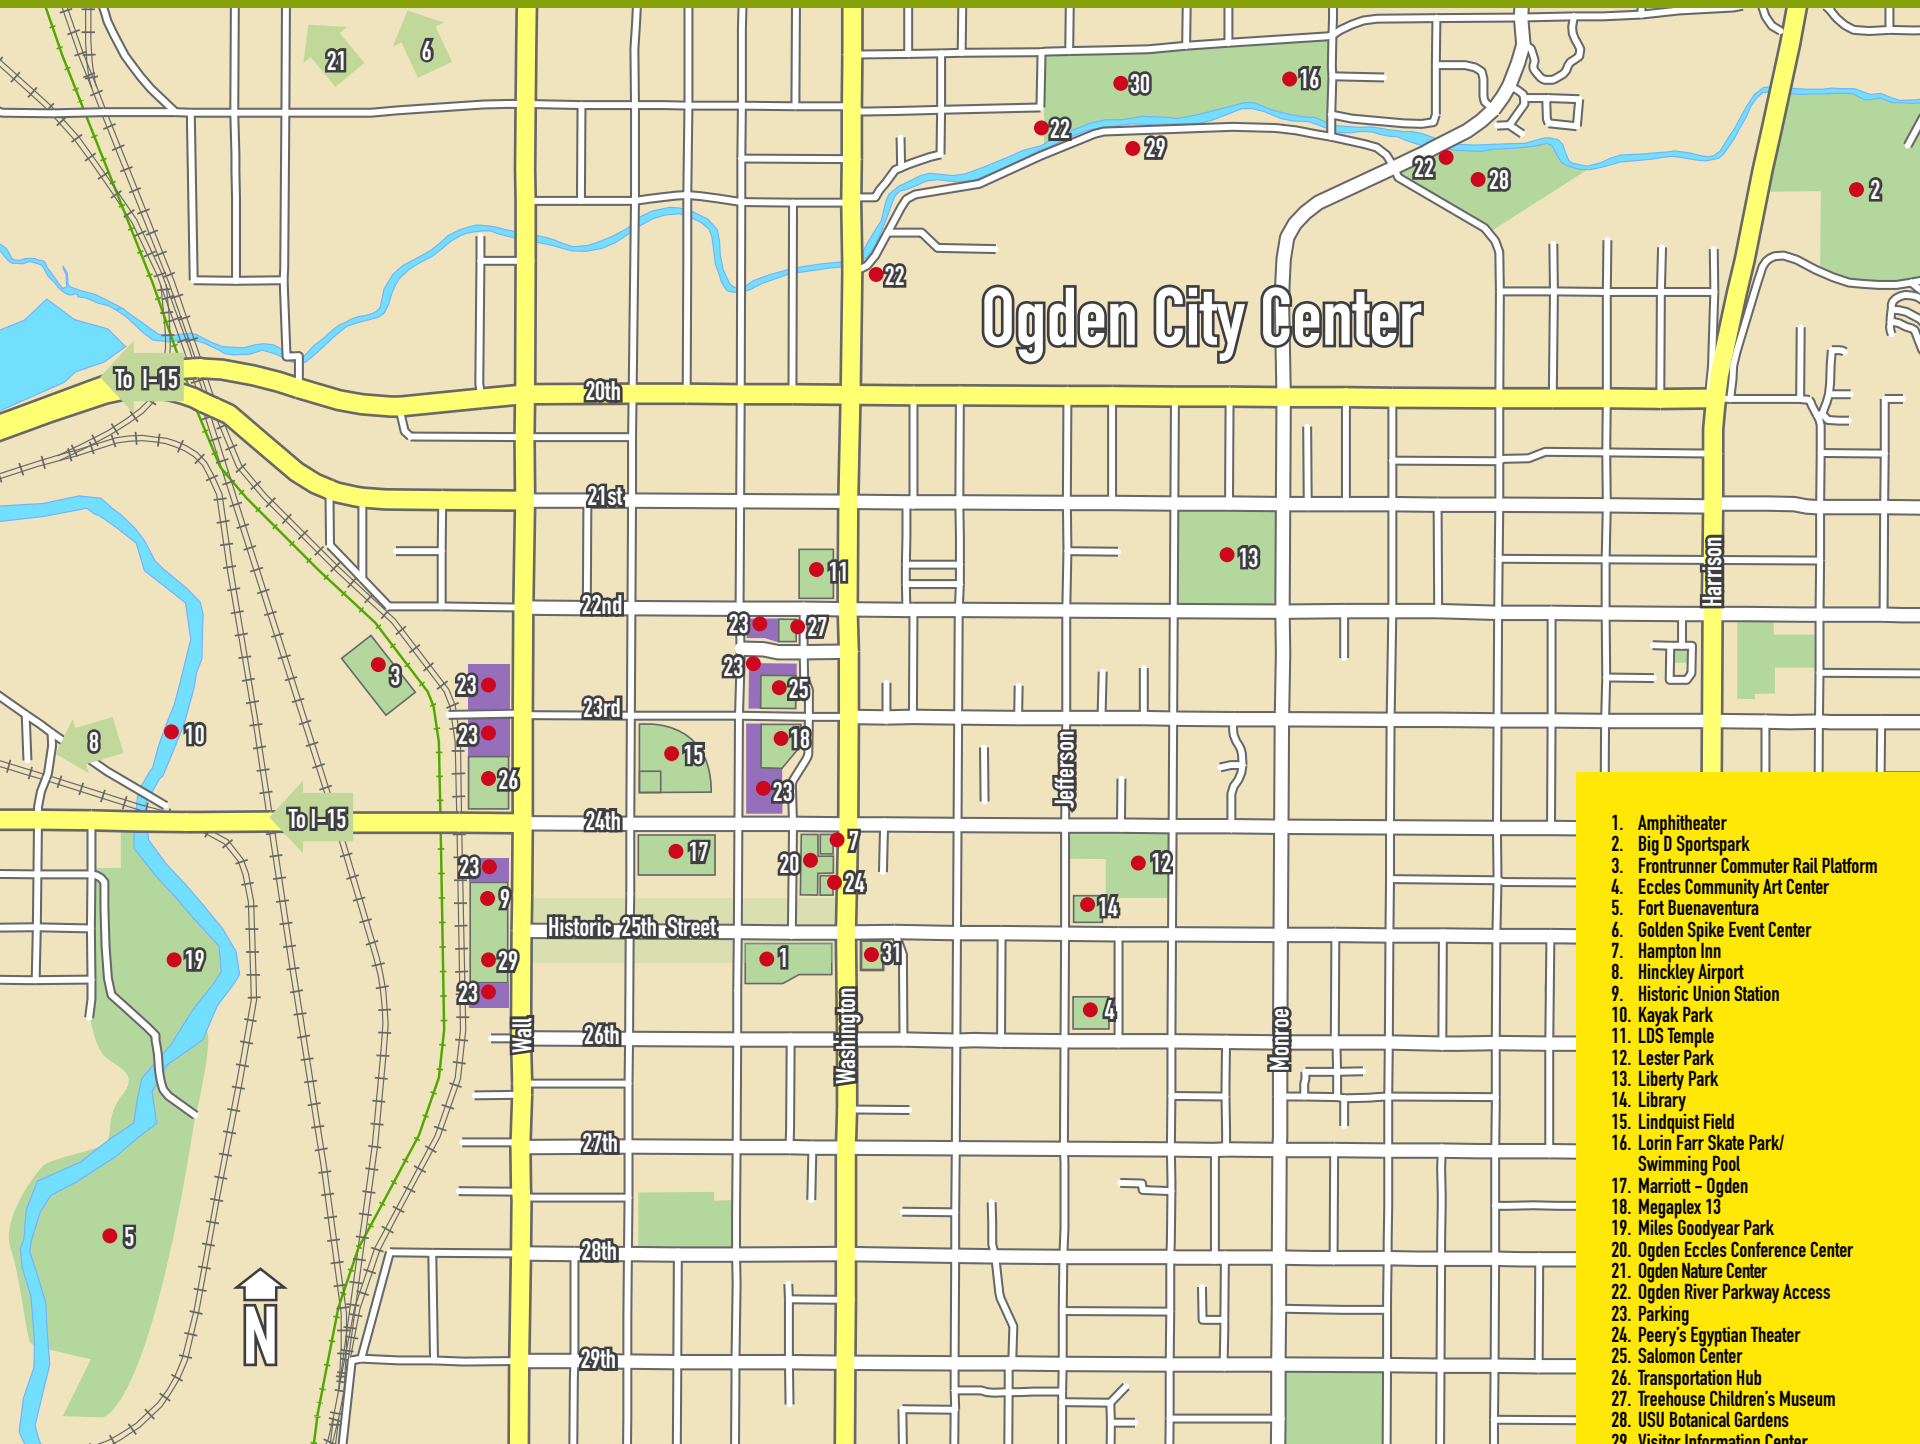 21
6
30
16
22
29
22
28
2
22
Ogden City Center
To I-15
20th
21st
11
13
Harrison
22nd
23
27
3
23
23
25
23rd
10
8
23
15
18
Jefferson
26
23
To I-15
24th
7
17
20
12
23
24
9
14
Historic 25th Street
19
29
1
31
23
4
Wall
26th
Washington
Monroe
27th
5
28th
N
29th
1. Amphitheater
2. Big D Sportspark
3. Frontrunner Commuter Rail Platform
4. Eccles Community Art Center
5. Fort Buenaventura
6. Golden Spike Event Center
7. Hampton Inn
8. Hinckley Airport
9. Historic Union Station
10. Kayak Park
11. LDS Temple
12. Lester Park
13. Liberty Park
14. Library
15. Lindquist Field
16. Lorin Farr Skate Park/
Swimming Pool
17. Marriott - Ogden
18. Megaplex 13
19. Miles Goodyear Park
20. Ogden Eccles Conference Center
21. Ogden Nature Center
22. Ogden River Parkway Access
23. Parking
24. Peery's Egyptian Theater
25. Salomon Center
26. Transportation Hub
27. Treehouse Children's Museum
28. USU Botanical Gardens
29. Visitor Information Center